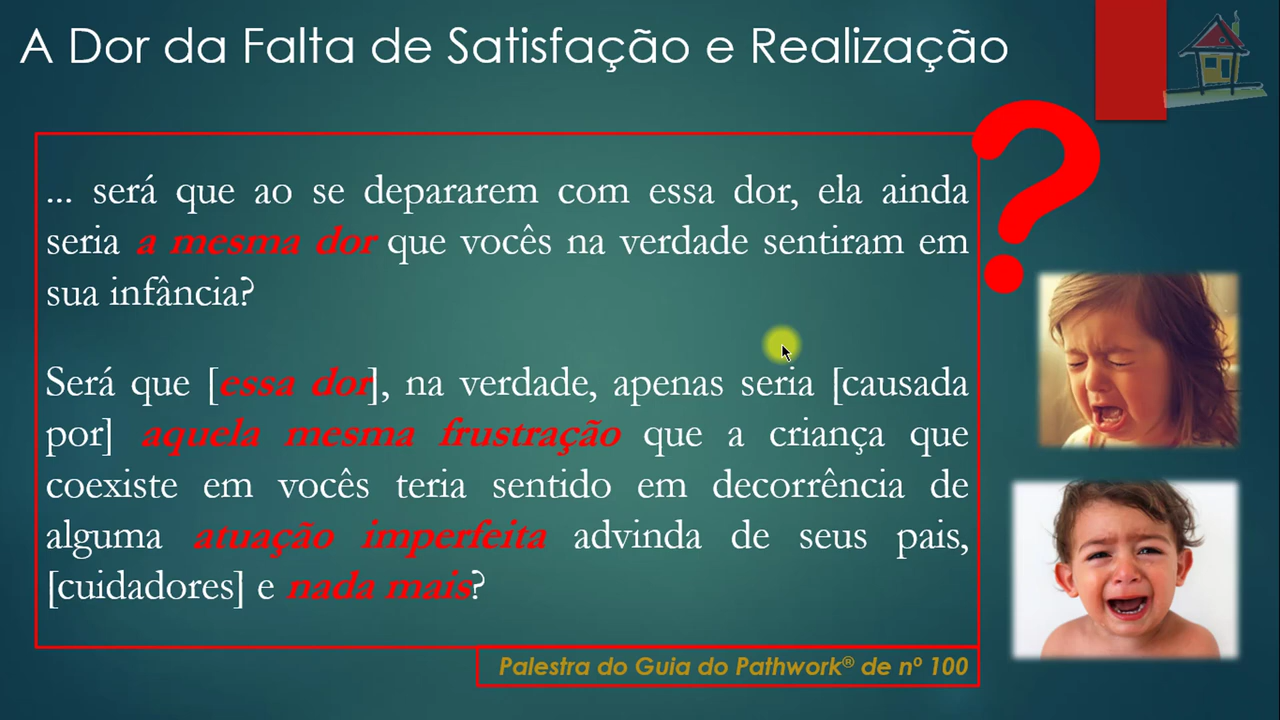 A Dor da Falta de Satisfação e Realização
... será que ao se depararem com essa dor, ela ainda
seria a mesma dor que vocês na verdade sentiram em
sua infância?
Será que [essa dor], na verdade, apenas seria [causada
por] aquela mesma frustração que a criança que
coexiste em vocês teria sentido em decorrência de
alguma atuação imperfeita advinda de seus pais,
[cuidadores] e nada mais?
?
Palestra do Guia do Pathwork® de nº 100